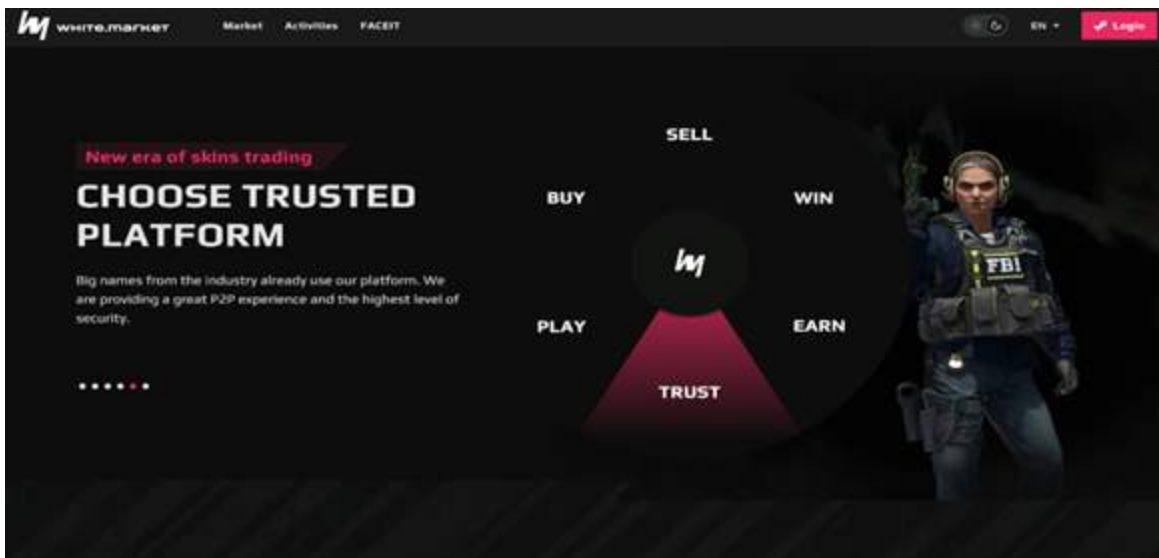 WHITE.MARKET
Market Activities FACEIT
EN
Login
New era of skins trading
CHOOSE TRUSTED
PLATFORM
Big names from the industry already use our platform. We
are providing a great P2P experience and the highest level of
security.
SELL
BUY
WIN
PLAY
EARN
TRUST
FBI